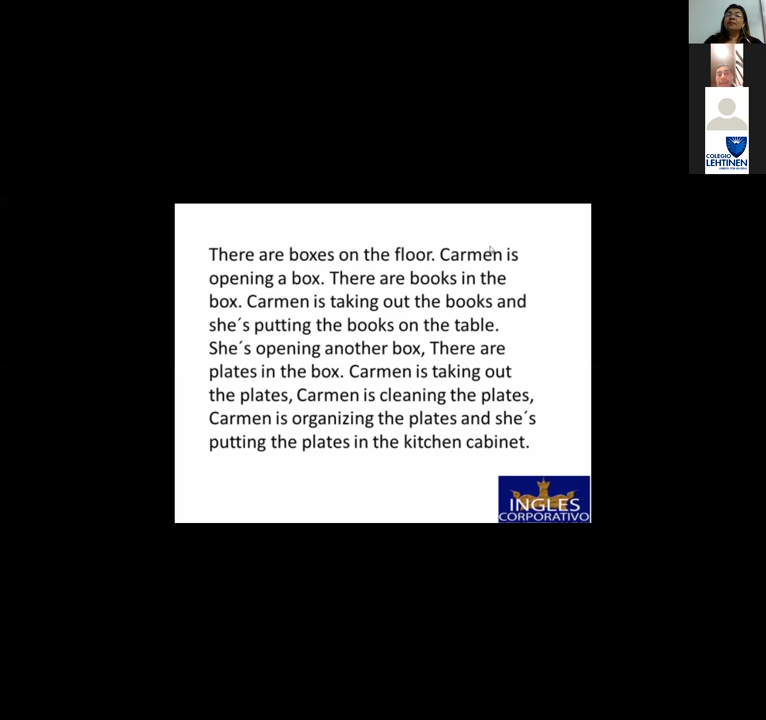 COLEGIO
LEHTINEN
There are boxes on the floor. Carmen is
opening a box. There are books in the
box. Carmen is taking out the books and
she´s putting the books on the table.
She´s opening another box, There are
plates in the box. Carmen is taking out
the plates, Carmen is cleaning the plates,
Carmen is organizing the plates and she´s
putting the plates in the kitchen cabinet.
INGLES
CORPORATIVO